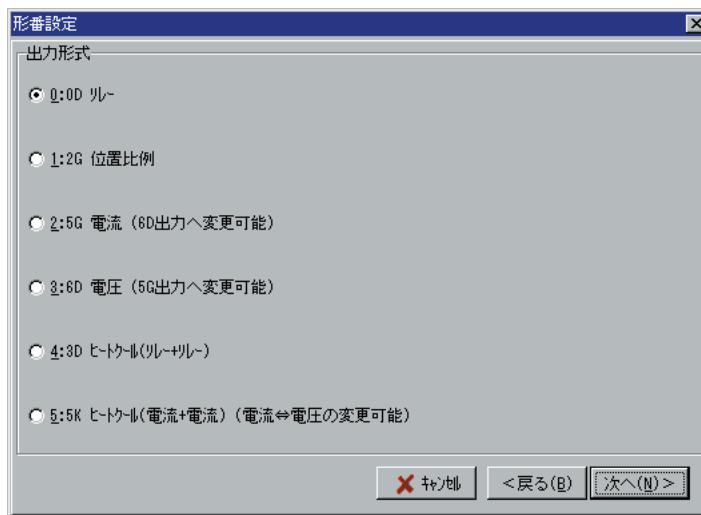 形番設定
出力形式
0:0D ﾘﾚｰ
1:2G 位置比例
2:5G 電流 (6D出力へ変更可能)
3:6D 電圧 (5G出力へ変更可能)
4:3D ﾋｰﾄｸｰﾙ(ﾘﾚｰ+ﾘﾚｰ)
5:5K ﾋｰﾄｸｰﾙ(電流+電流) (電流⇔電圧の変更可能)
ｷｬﾝｾﾙ <戻る(B) 次へ(N)>